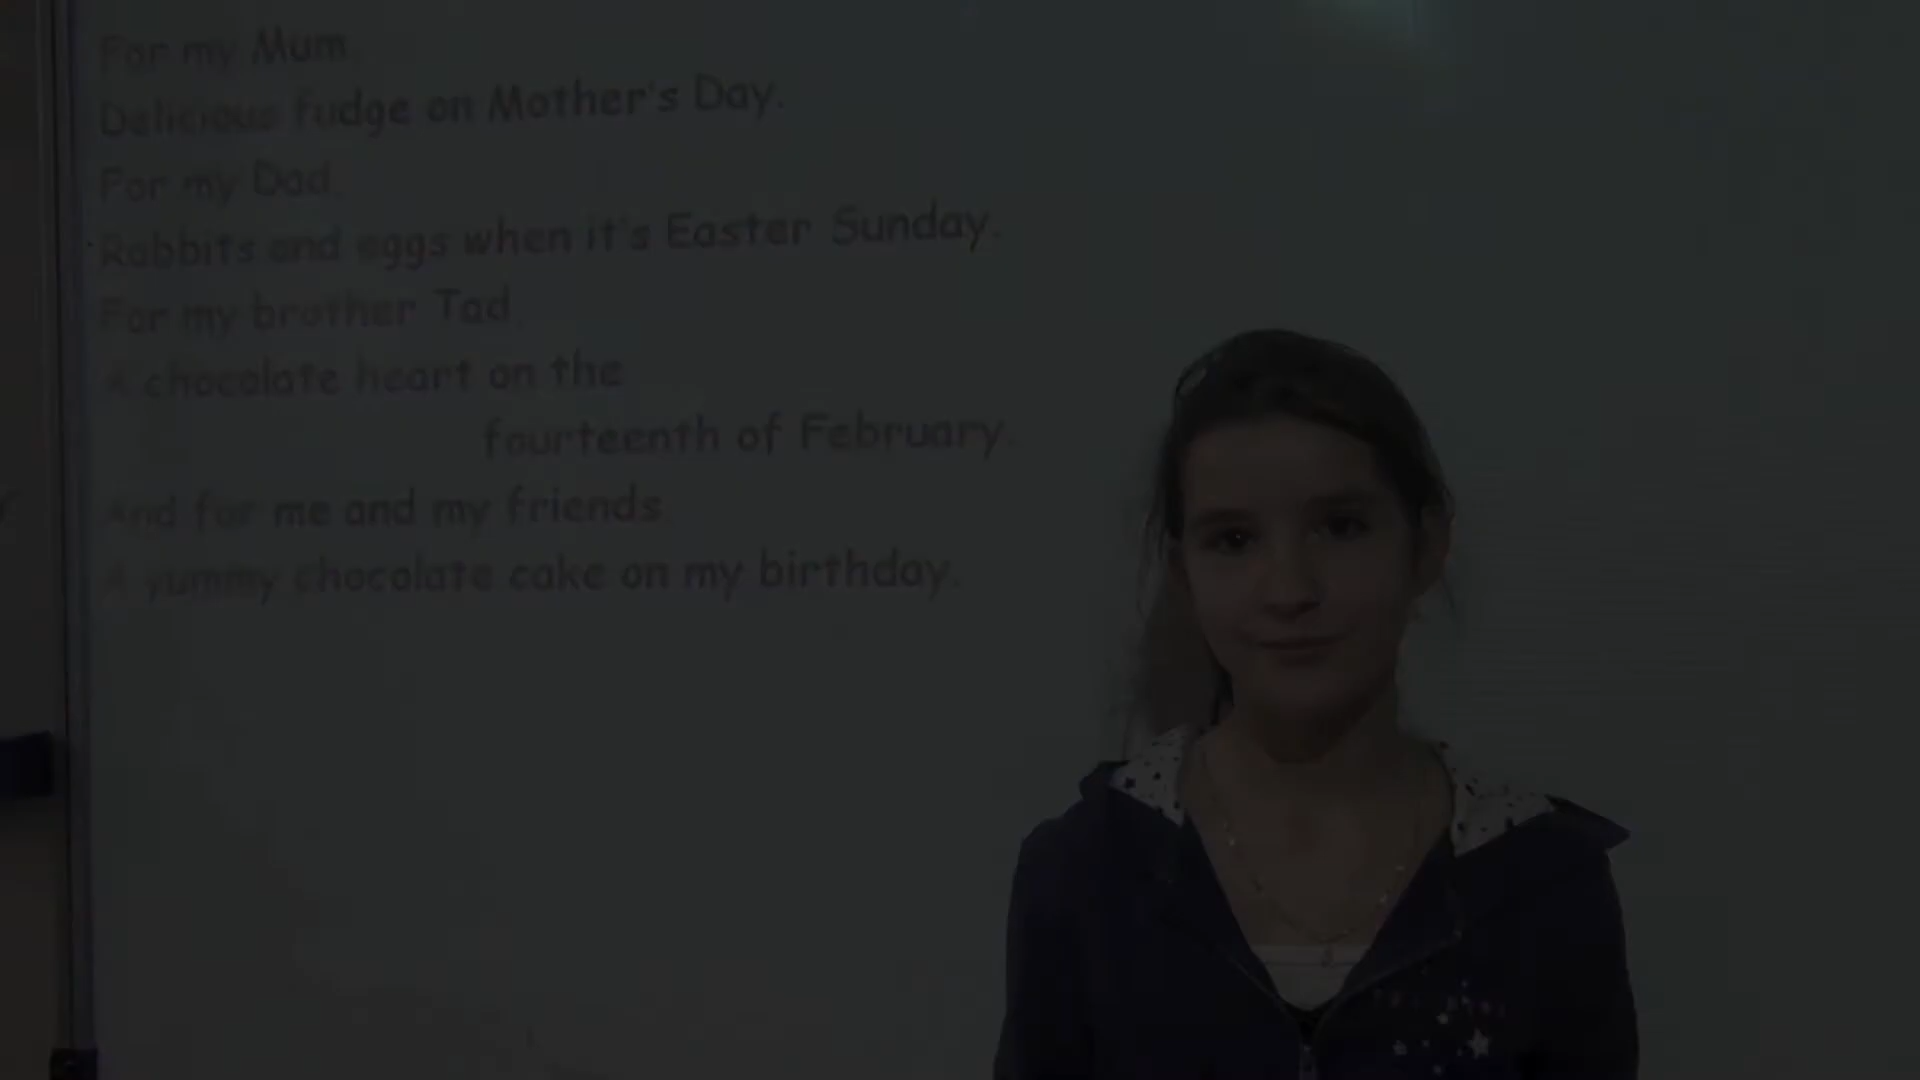 For my Mum
Delicious fudge on Mother's Day.
For my Dad
Rabbits and eggs when it's Easter Sunday.
For my brother Tad
A chocolate heart on the
fourteenth of February
And for me and my friends
A yummy chocolate cake on my birthday.